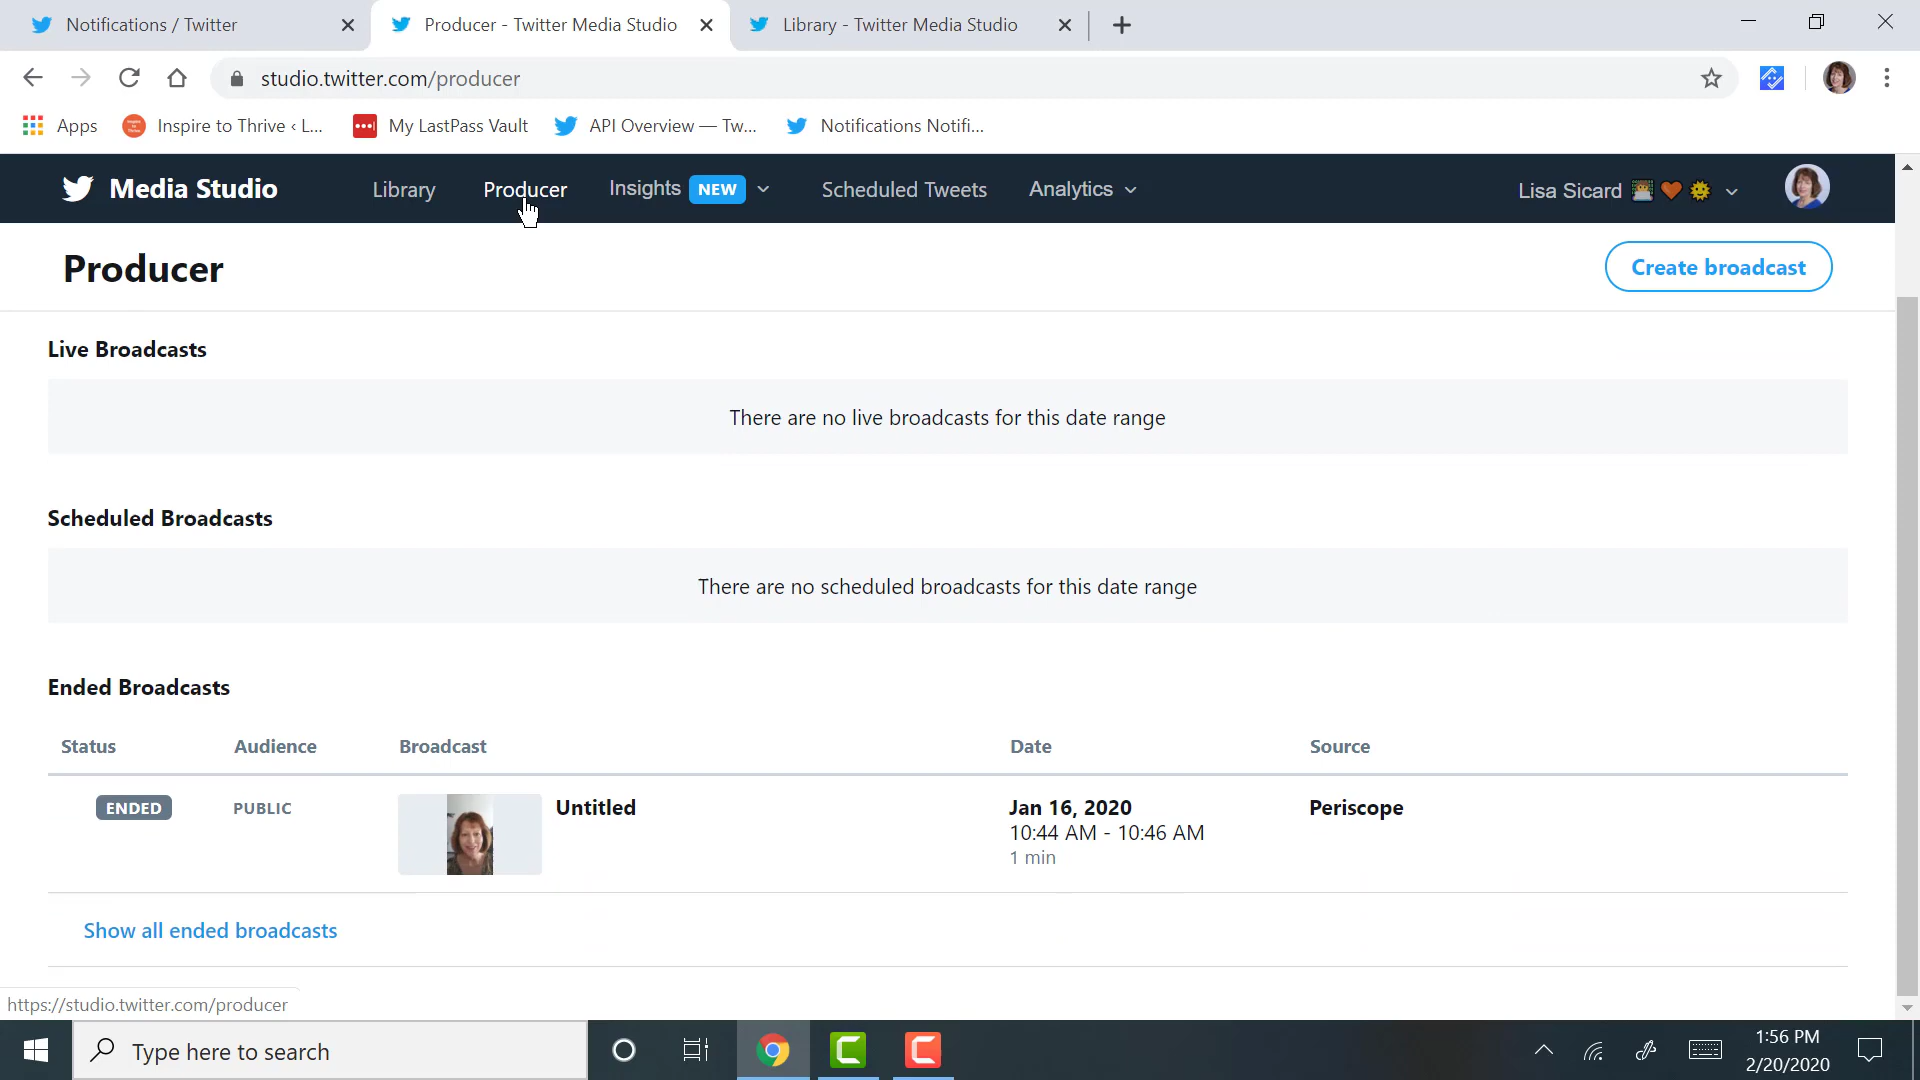 Notifications / Twitter
Producer - Twitter Media Studio
Library - Twitter Media Studio
studio.twitter.com/producer
Apps
Inspire to Thrive ‹ L...
My LastPass Vault
API Overview — Tw...
Notifications Notifi...
Media Studio
Library
Producer
Insights NEW
Scheduled Tweets
Analytics
Lisa Sicard 👩🏻‍💻🧡🌞
Producer
Create broadcast
Live Broadcasts
There are no live broadcasts for this date range
Scheduled Broadcasts
There are no scheduled broadcasts for this date range
Ended Broadcasts
Status Audience Broadcast Date Source
ENDED PUBLIC Untitled Jan 16, 2020 Periscope
10:44 AM - 10:46 AM
1 min
Show all ended broadcasts
https://studio.twitter.com/producer
Type here to search
1:56 PM
2/20/2020